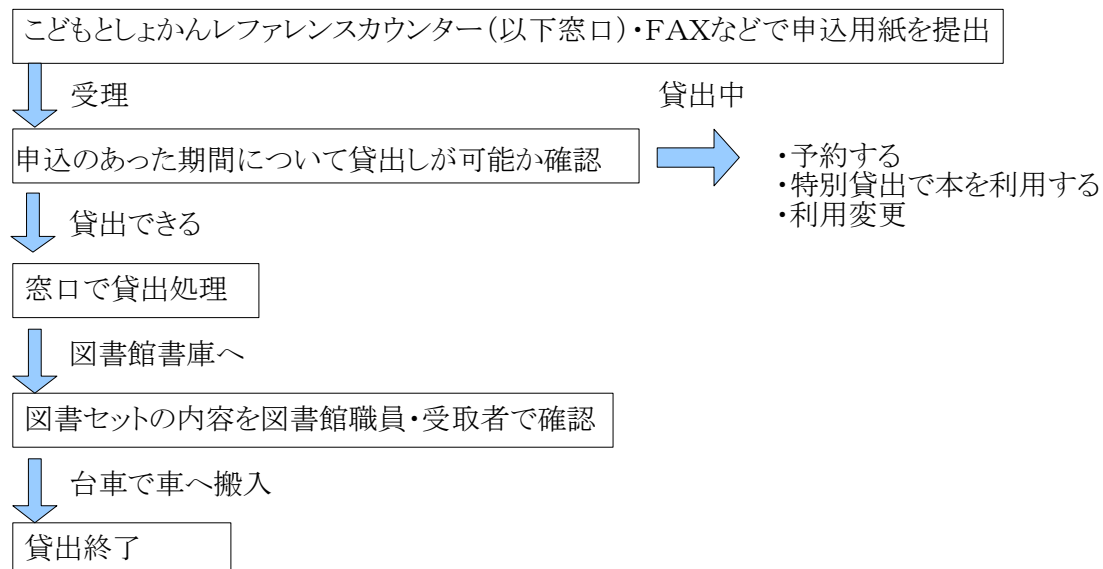 こどもとしょかんレファレンスカウンター(以下窓口)・FAXなどで申込用紙を提出
受理
貸出中
申込のあった期間について貸出しが可能か確認
・予約する
・特別貸出で本を利用する
・利用変更
貸出できる
窓口で貸出処理
図書館書庫へ
図書セットの内容を図書館職員・受取者で確認
台車で車へ搬入
貸出終了